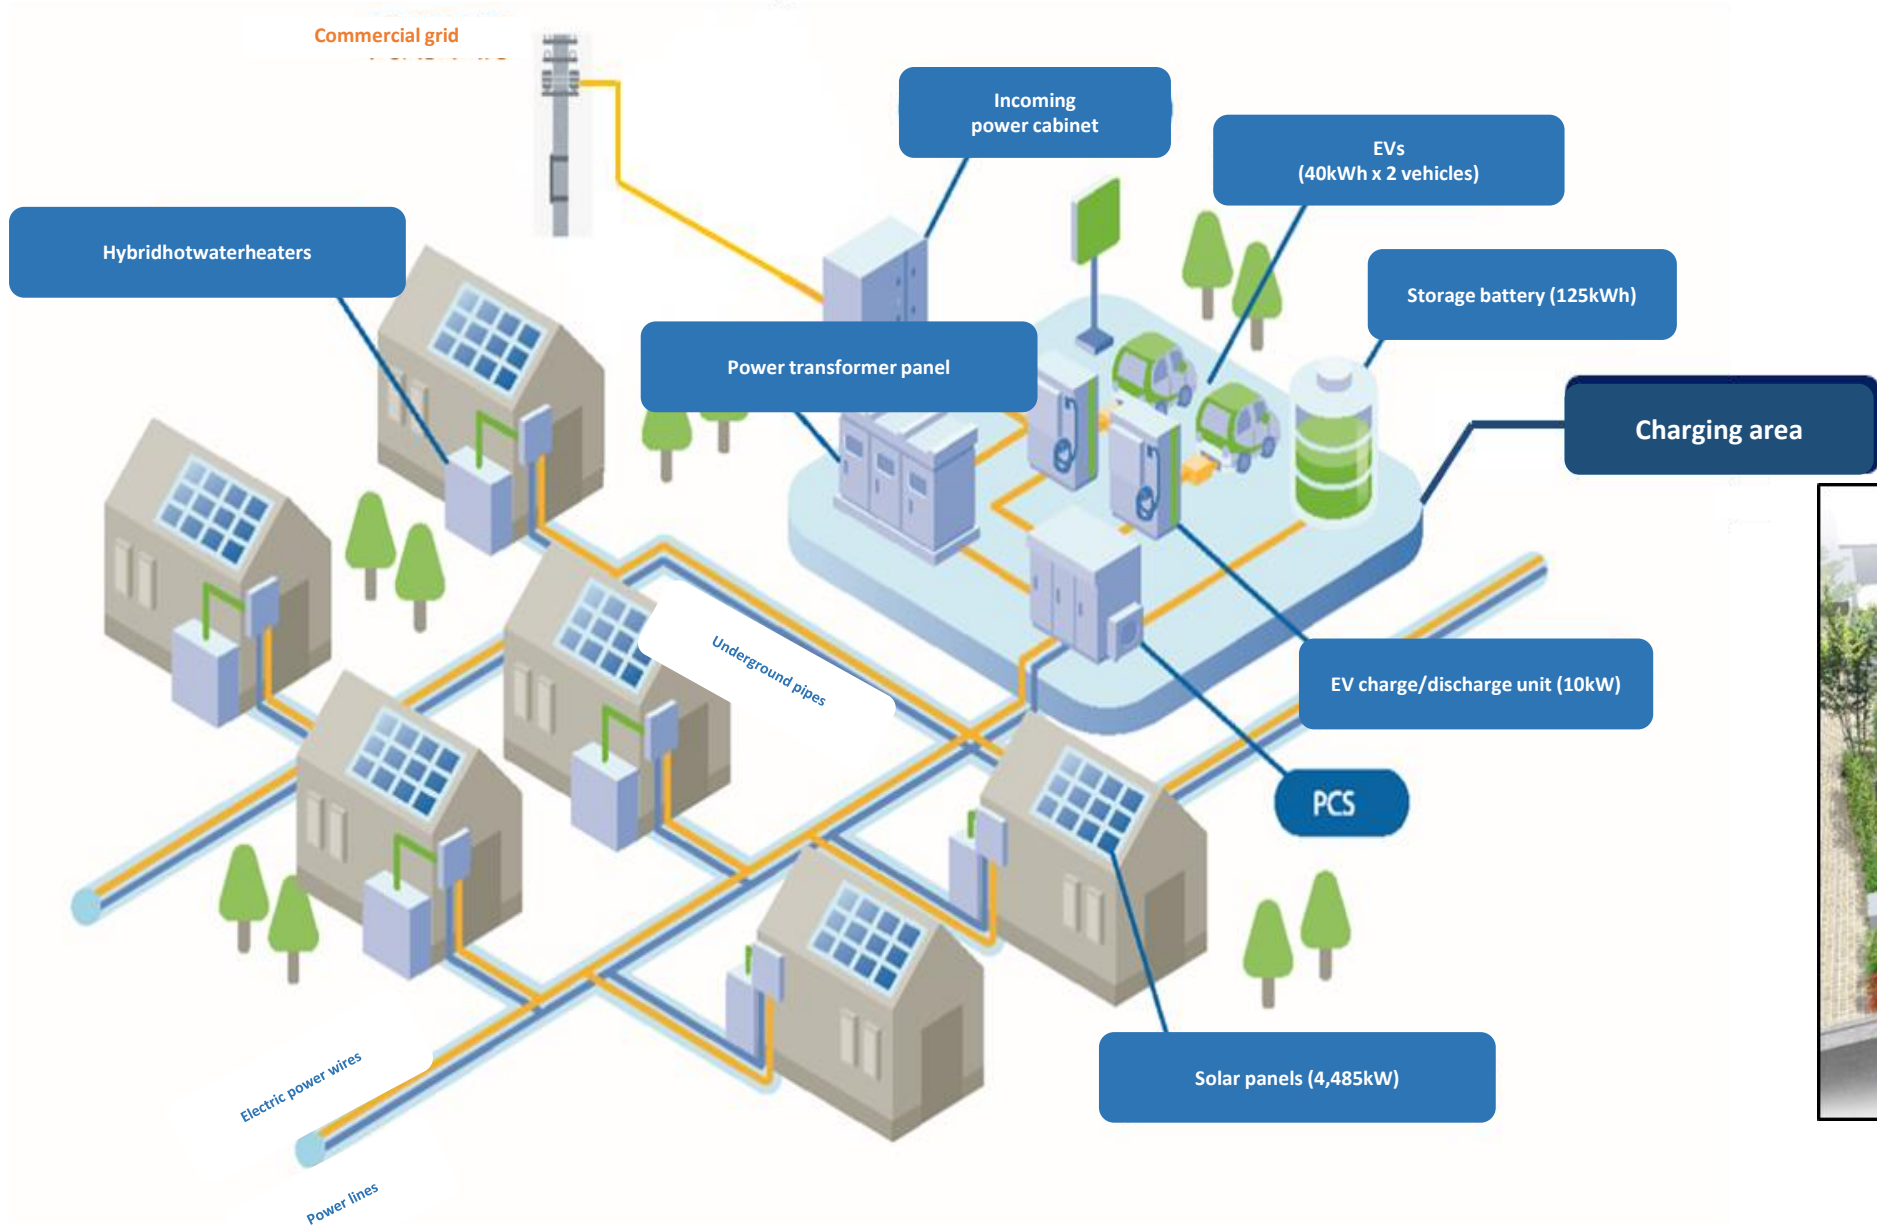 Commercial grid
Incoming
power cabinet
EVs
(40kWh x 2 vehicles)
Hybridhotwaterheaters
Storage battery (125kWh)
Power transformer panel
Charging area
Underground pipes
EV charge/discharge unit (10kW)
PCS
Solar panels (4,485kW)
Electric power wires
Power lines